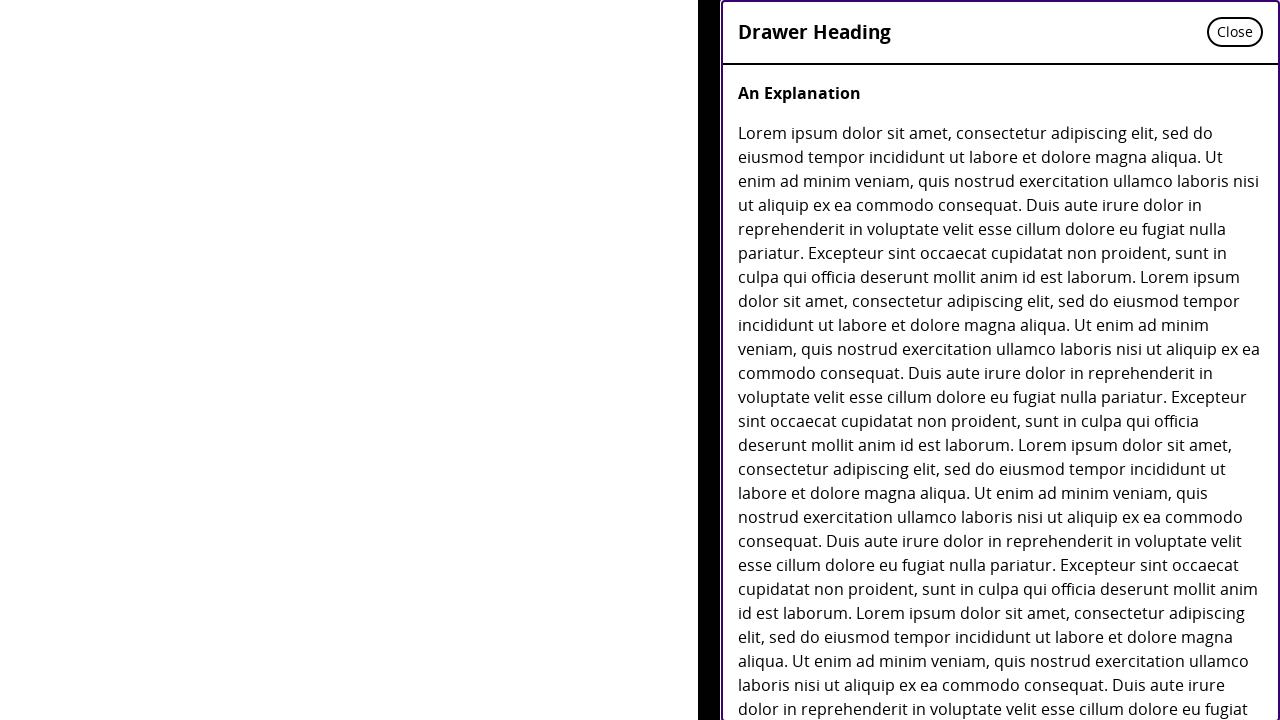 Drawer Heading
Close
An Explanation
Lorem ipsum dolor sit amet, consectetur adipiscing elit, sed do
eiusmod tempor incididunt ut labore et dolore magna aliqua. Ut
enim ad minim veniam, quis nostrud exercitation ullamco laboris nisi
ut aliquip ex ea commodo consequat. Duis aute irure dolor in
reprehenderit in voluptate velit esse cillum dolore eu fugiat nulla
pariatur. Excepteur sint occaecat cupidatat non proident, sunt in
culpa qui officia deserunt mollit anim id est laborum. Lorem ipsum
dolor sit amet, consectetur adipiscing elit, sed do eiusmod tempor
incididunt ut labore et dolore magna aliqua. Ut enim ad minim
veniam, quis nostrud exercitation ullamco laboris nisi ut aliquip ex ea
commodo consequat. Duis aute irure dolor in reprehenderit in
voluptate velit esse cillum dolore eu fugiat nulla pariatur. Excepteur
sint occaecat cupidatat non proident, sunt in culpa qui officia
deserunt mollit anim id est laborum. Lorem ipsum dolor sit amet,
consectetur adipiscing elit, sed do eiusmod tempor incididunt ut
labore et dolore magna aliqua. Ut enim ad minim veniam, quis
nostrud exercitation ullamco laboris nisi ut aliquip ex ea commodo
consequat. Duis aute irure dolor in reprehenderit in voluptate velit
esse cillum dolore eu fugiat nulla pariatur. Excepteur sint occaecat
cupidatat non proident, sunt in culpa qui officia deserunt mollit anim
id est laborum. Lorem ipsum dolor sit amet, consectetur adipiscing
elit, sed do eiusmod tempor incididunt ut labore et dolore magna
aliqua. Ut enim ad minim veniam, quis nostrud exercitation ullamco
laboris nisi ut aliquip ex ea commodo consequat. Duis aute irure
dolor in reprehenderit in voluptate velit esse cillum dolore eu fugiat